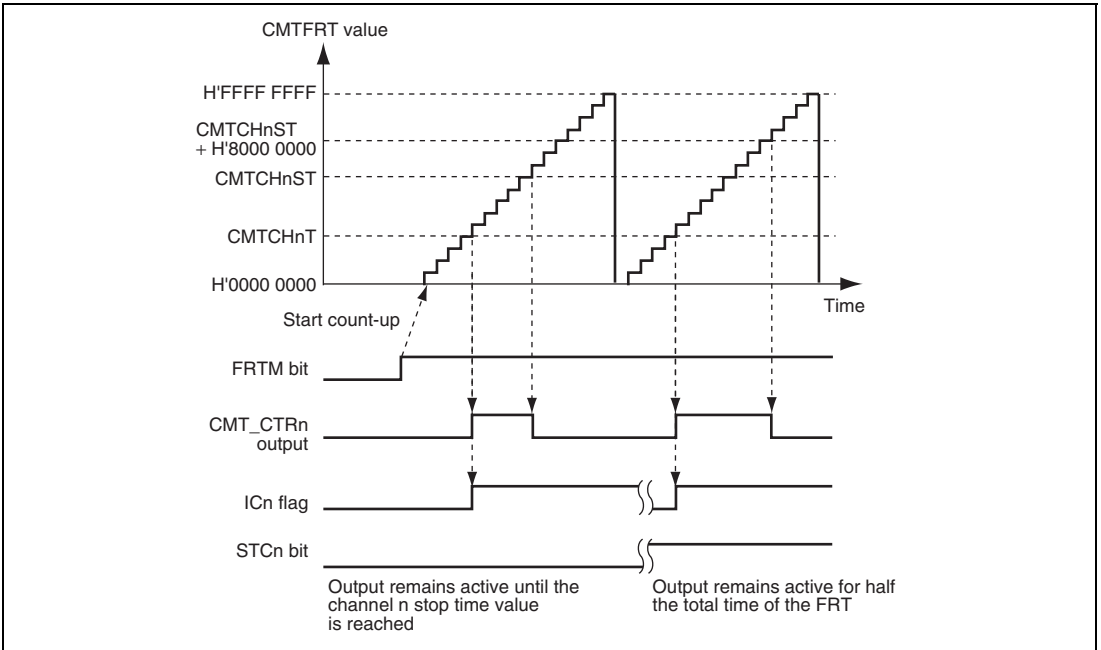 CMTFRT value
H'FFFF FFFF
CMTCHnST
+ H'8000 0000
CMTCHnST
CMTCHnT
H'0000 0000
Time
Start count-up
FRTM bit
CMT_CTRn
output
ICn flag
STCn bit
Output remains active until the
channel n stop time value
is reached
Output remains active for half
the total time of the FRT